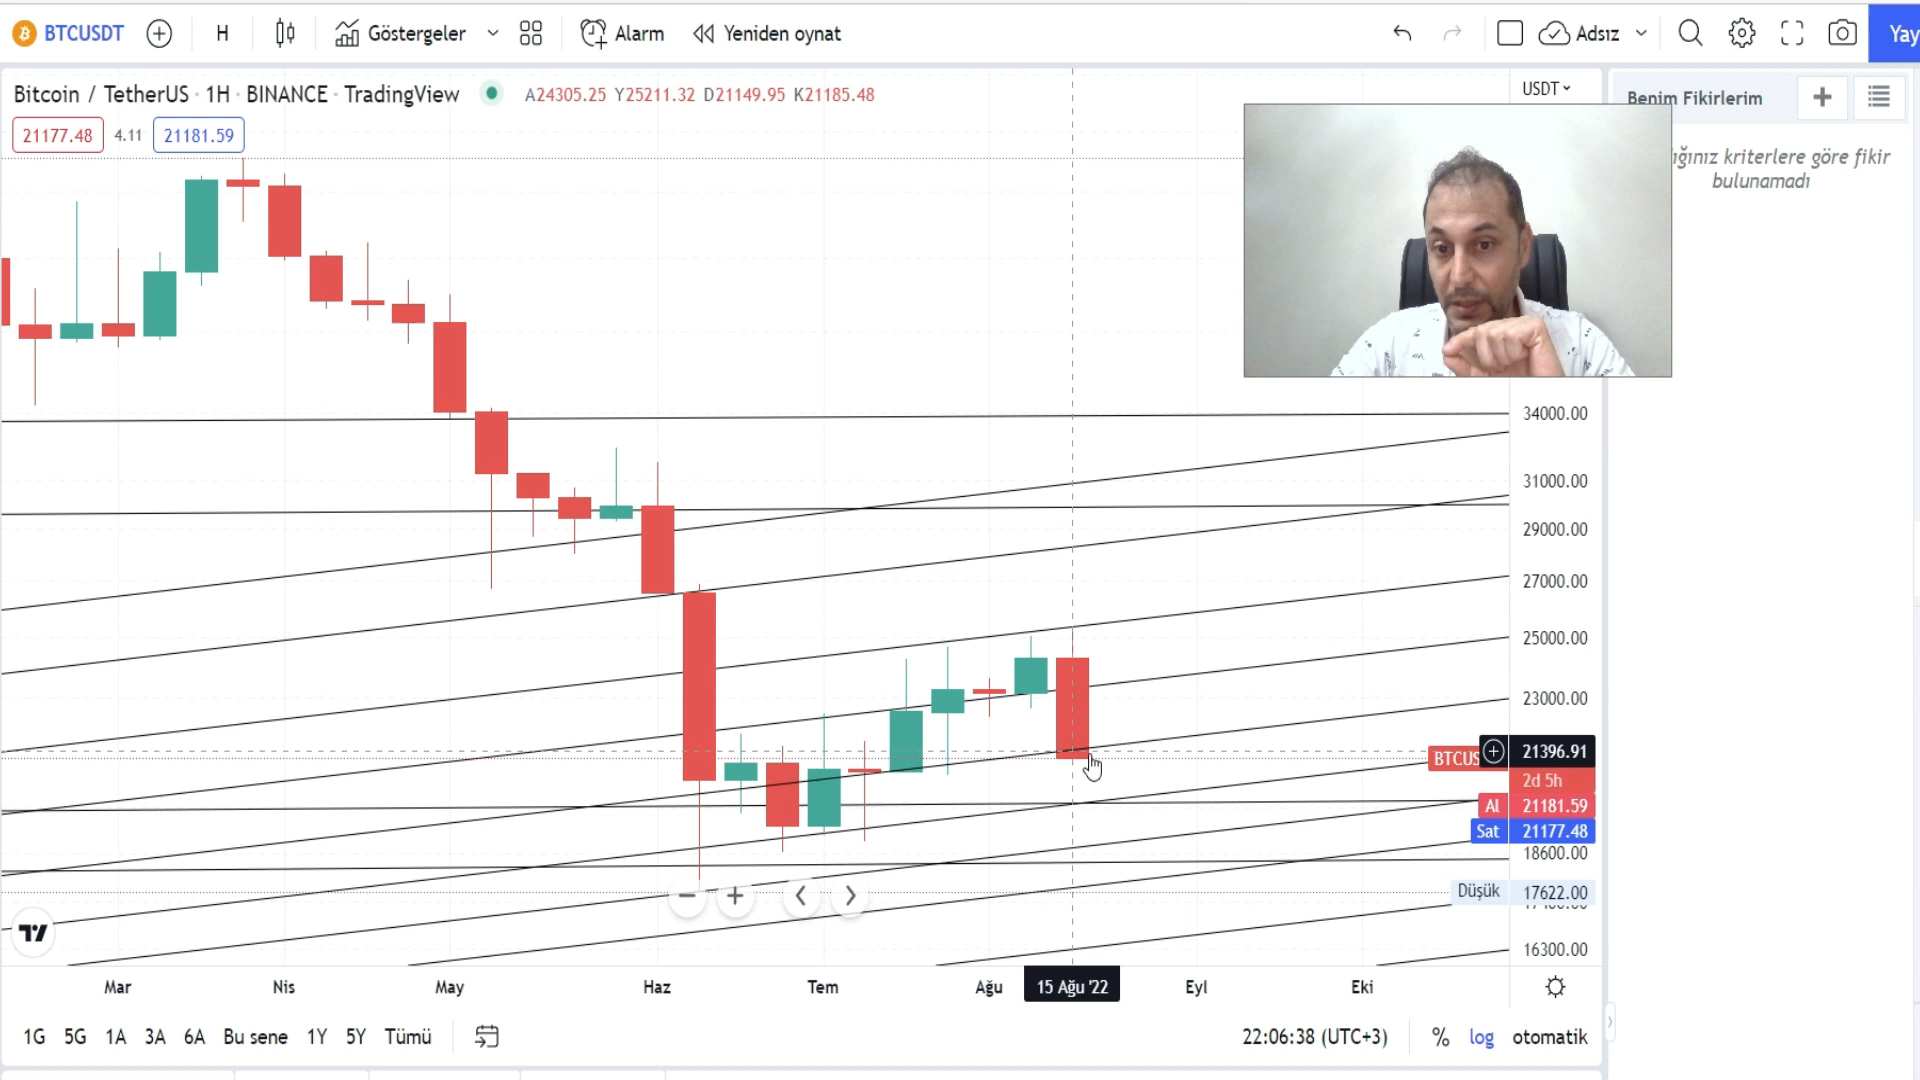 BTCUSDT
H
Göstergeler
Alarm
Yeniden oynat
Adsız
Yay
Bitcoin / TetherUS · 1H · BINANCE · TradingView
A24305.25 Y25211.32 D21149.95 K21185.48
USDT
Benim Fikirlerim
21177.48
4.11
21181.59
ığınız kriterlere göre fikir
bulunamadı
34000.00
31000.00
29000.00
27000.00
25000.00
23000.00
21396.91
BTCUS
2d 5h
Al 21181.59
Sat 21177.48
18600.00
Düşük 17622.00
16300.00
Mar
Nis
May
Haz
Tem
Ağu
15 Ağu '22
Eyl
Eki
1G 5G 1A 3A 6A Bu sene 1Y 5Y Tümü
22:06:38 (UTC+3)
%
log
otomatik